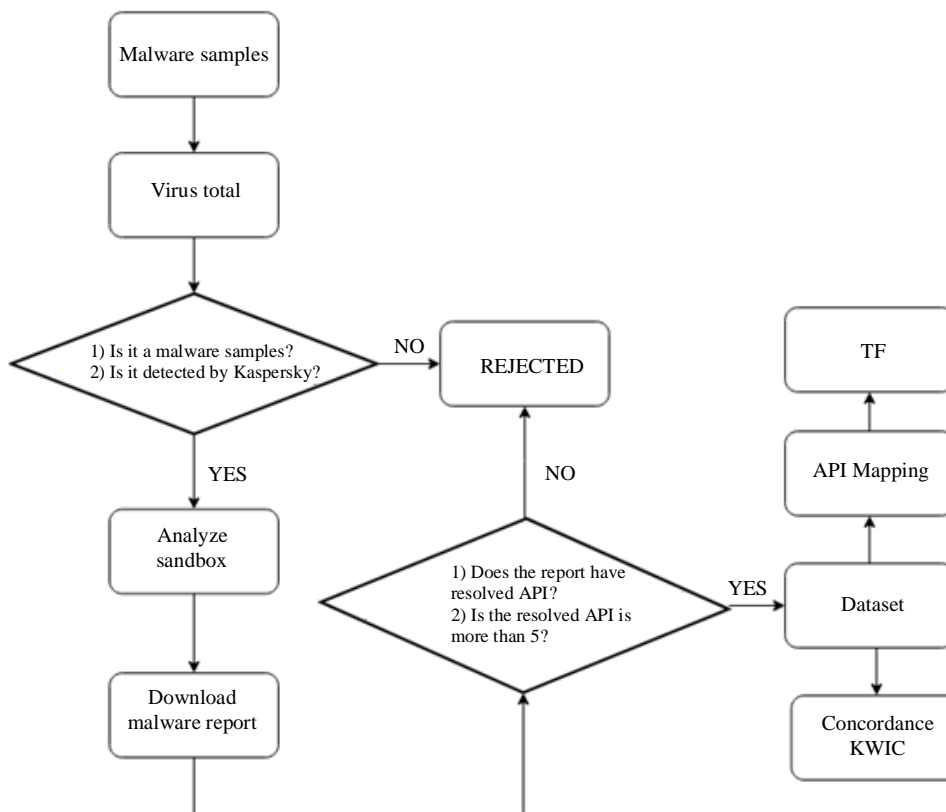 Malware samples
Virus total
1) Is it a malware samples?
2) Is it detected by Kaspersky?
NO
REJECTED
YES
Analyze
sandbox
Download
malware report
1) Does the report have
resolved API?
2) Is the resolved API is
more than 5?
NO
YES
Dataset
API Mapping
TF
Concordance
KWIC